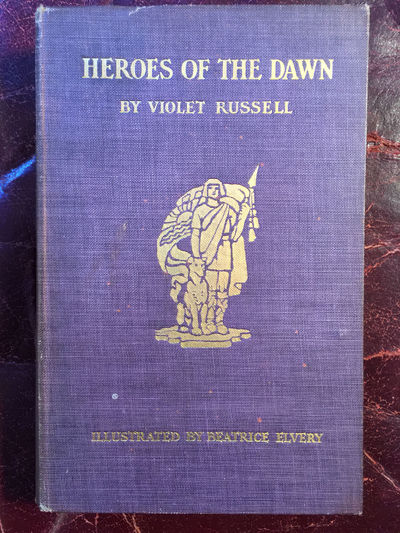 HEROES OF THE DAWN
BY VIOLET RUSSELL
ILLUSTRATED BY BEATRICE ELVERY